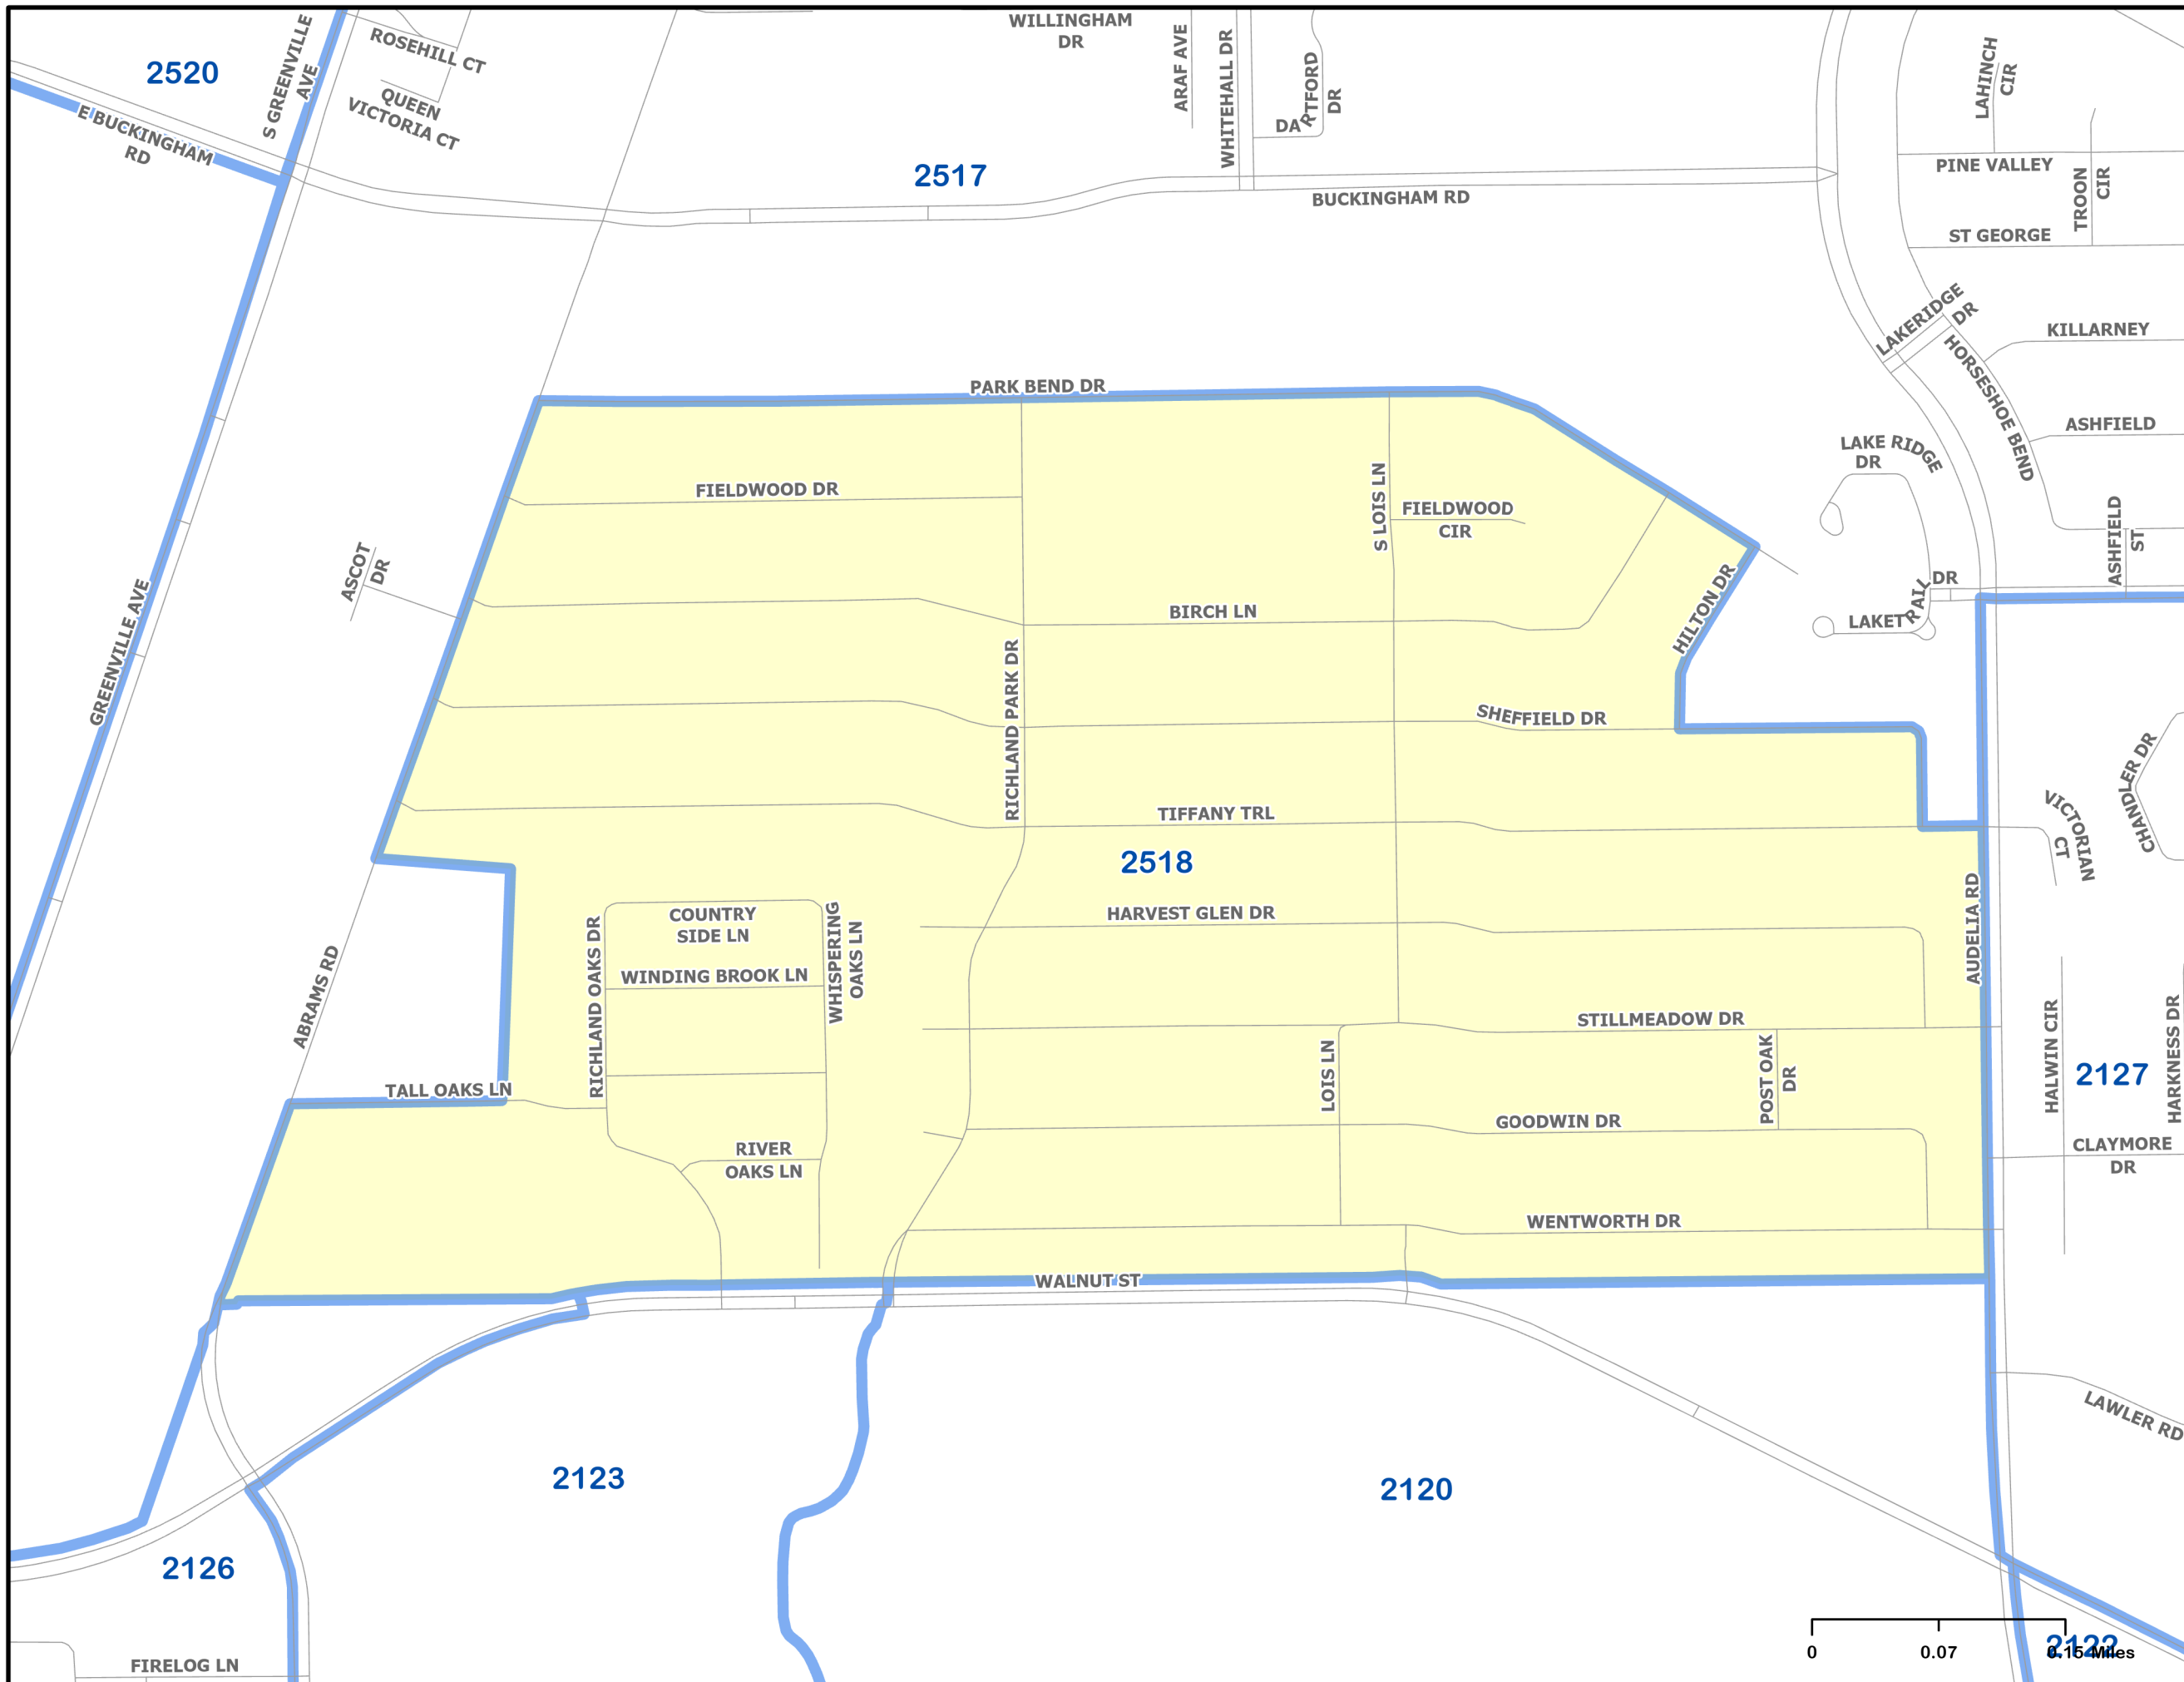 WILLINGHAM
DR
ROSEHILL CT
S GREENVILLE
AVE
2520
QUEEN
VICTORIA CT
E BUCKINGHAM
RD
ARAF AVE
WHITEHALL DR
DARTFORD
DR
2517
BUCKINGHAM RD
LAHINCH
CIR
PINE VALLEY
TROON
CIR
ST GEORGE
LAKERIDGE
DR
KILLARNEY
HORSESHOE BEND
PARK BEND DR
ASHFIELD
LAKE RIDGE
DR
FIELDWOOD DR
S LOIS LN
FIELDWOOD
CIR
ASHFIELD
ST
ASCOT
DR
HILTON DR
DR
LAKETRAIL
BIRCH LN
GREENVILLE AVE
RICHLAND PARK DR
SHEFFIELD DR
CHANDLER DR
TIFFANY TRL
VICTORIAN
CT
2518
COUNTRY
SIDE LN
WHISPERING
OAKS LN
HARVEST GLEN DR
AUDELIA RD
RICHLAND OAKS DR
WINDING BROOK LN
ABRAMS RD
STILLMEADOW DR
HALWIN CIR
HARKNESS DR
TALL OAKS LN
LOIS LN
POST OAK
DR
2127
GOODWIN DR
RIVER
OAKS LN
CLAYMORE
DR
WENTWORTH DR
WALNUT ST
LAWLER RD
2123
2120
2126
FIRELOG LN
2122
0
0.07
0.15 Miles